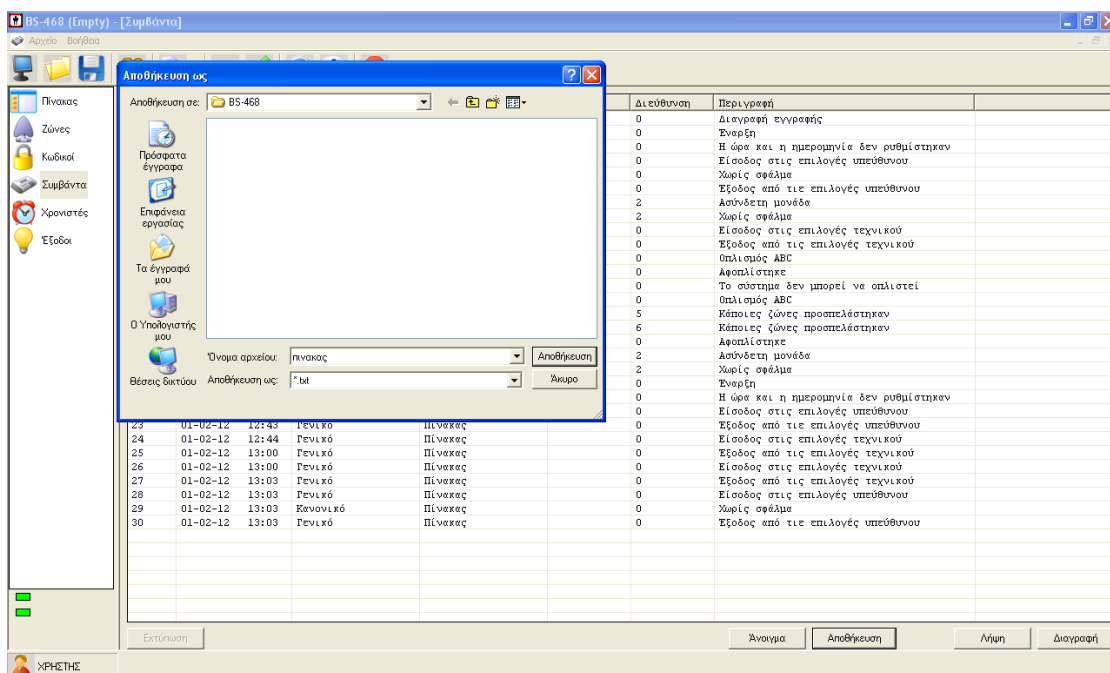 BS-468 (Empty) - [Συμβάντα]
Αρχείο Βοήθεια
Πίνακας
Ζώνες
Κωδικοί
Συμβάντα
Χρονιστές
Έξοδοι
Αποθήκευση ως
Αποθήκευση σε: BS-468
Πρόσφατα
έγγραφα
Επιφάνεια
εργασίας
Τα έγγραφά
μου
Ο Υπολογιστής
μου
Θέσεις δικτύου
Όνομα αρχείου: πινακας Αποθήκευση
Αποθήκευση ως: *.txt Άκυρο
Διεύθυνση Περιγραφή
0 Διαγραφή εγγραφής
0 Έναρξη
0 Η ώρα και η ημερομηνία δεν ρυθμίστηκαν
0 Είσοδος στις επιλογές υπεύθυνου
0 Χωρίς σφάλμα
0 Έξοδος από τιε επιλογές υπεύθυνου
2 Ασύνδετη μονάδα
2 Χωρίς σφάλμα
0 Είσοδος στις επιλογές τεχνικού
0 Έξοδος από τις επιλογές τεχνικού
0 Οπλισμός ABC
0 Αφοπλίστηκε
0 Το σύστημα δεν μπορεί να οπλιστεί
0 Οπλισμός ABC
5 Κάποιες ζώνες προσπελάστηκαν
6 Κάποιες ζώνες προσπελάστηκαν
0 Αφοπλίστηκε
2 Ασύνδετη μονάδα
2 Χωρίς σφάλμα
0 Έναρξη
0 Η ώρα και η ημερομηνία δεν ρυθμίστηκαν
0 Είσοδος στις επιλογές υπεύθυνου
23 01-02-12 12:43 Γενικό Πίνακας 0 Έξοδος από τιε επιλογές υπεύθυνου
24 01-02-12 12:44 Γενικό Πίνακας 0 Είσοδος στις επιλογές τεχνικού
25 01-02-12 13:00 Γενικό Πίνακας 0 Έξοδος από τις επιλογές τεχνικού
26 01-02-12 13:00 Γενικό Πίνακας 0 Είσοδος στις επιλογές τεχνικού
27 01-02-12 13:03 Γενικό Πίνακας 0 Έξοδος από τις επιλογές τεχνικού
28 01-02-12 13:03 Γενικό Πίνακας 0 Είσοδος στις επιλογές υπεύθυνου
29 01-02-12 13:03 Κανονικό Πίνακας 0 Χωρίς σφάλμα
30 01-02-12 13:03 Γενικό Πίνακας 0 Έξοδος από τιε επιλογές υπεύθυνου
Εκτύπωση Άνοιγμα Αποθήκευση Λήψη Διαγραφή
ΧΡΗΣΤΗΣ